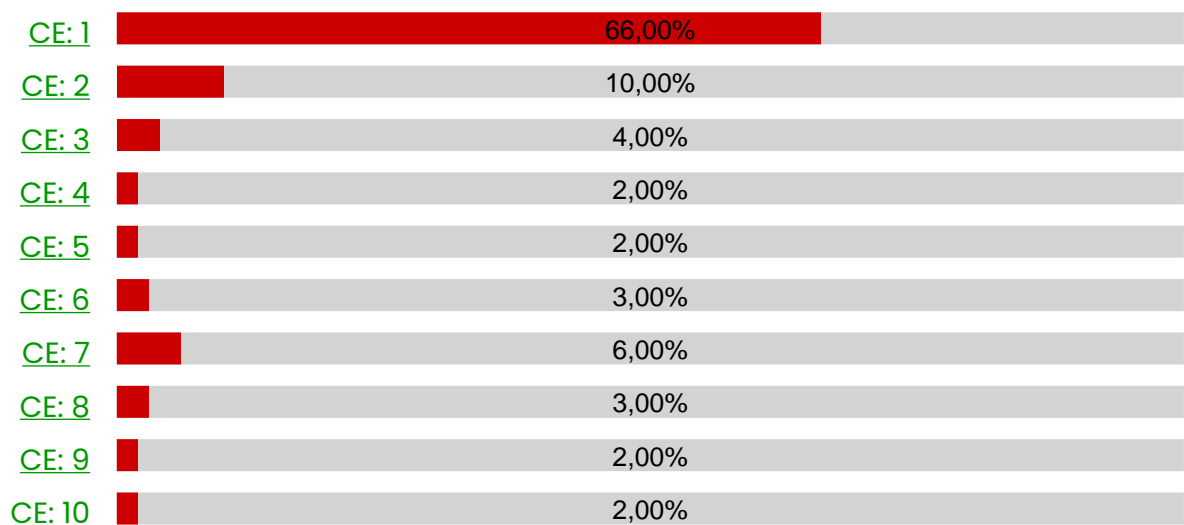 CE: 1 66,00%
CE: 2 10,00%
CE: 3 4,00%
CE: 4 2,00%
CE: 5 2,00%
CE: 6 3,00%
CE: 7 6,00%
CE: 8 3,00%
CE: 9 2,00%
CE: 10 2,00%